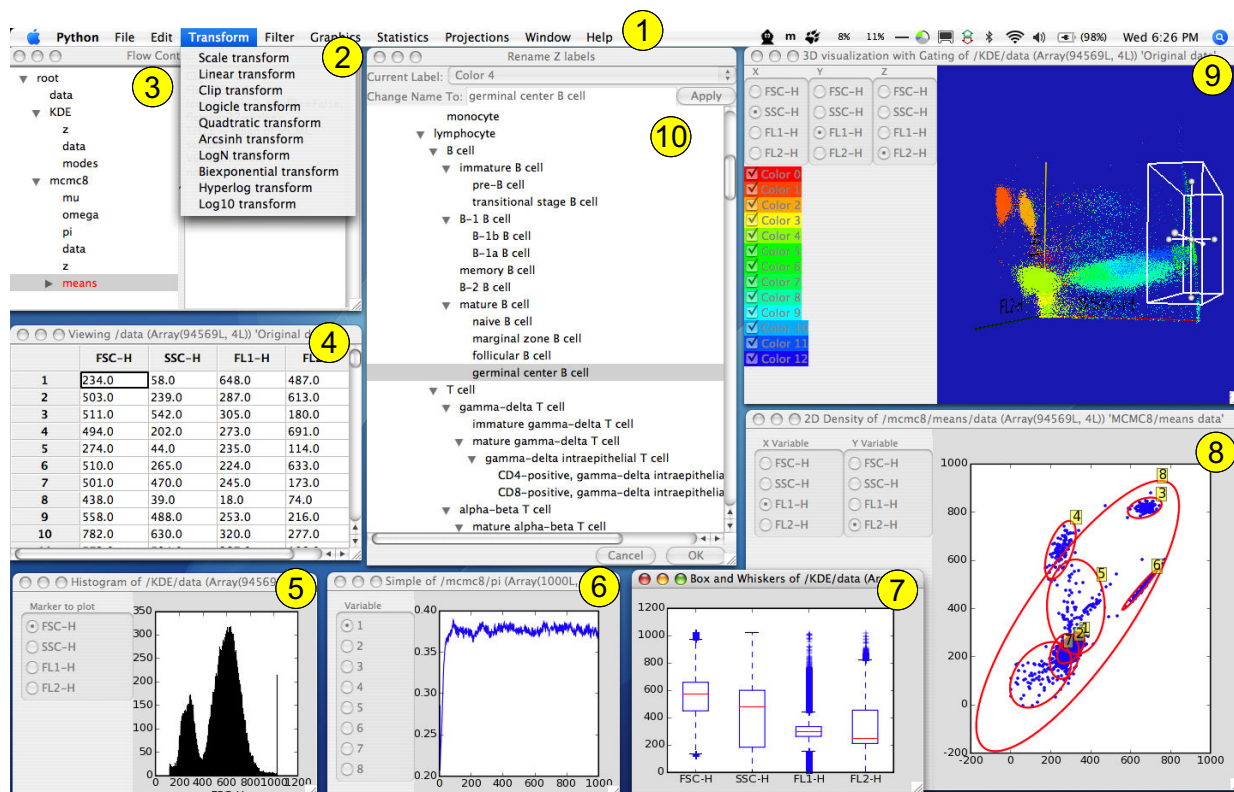 Python File Edit Transform Filter Graphics Statistics Projections Window Help
8% 11% (98%) Wed 6:26 PM
1
2
Scale transform
Linear transform
Clip transform
Logicle transform
Quadtratic transform
Arcsinh transform
LogN transform
Biexponential transform
Hyperlog transform
Log10 transform
Flow Cont
3
root
data
KDE
z
data
modes
mcmc8
mu
omega
pi
data
z
means
Viewing /data (Array(94569L, 4L)) 'Original da
4
FSC-H SSC-H FL1-H FL
1 234.0 58.0 648.0 487.0
2 503.0 239.0 287.0 613.0
3 511.0 542.0 305.0 180.0
4 494.0 202.0 273.0 691.0
5 274.0 44.0 235.0 114.0
6 510.0 265.0 224.0 633.0
7 501.0 470.0 245.0 173.0
8 438.0 39.0 18.0 74.0
9 558.0 488.0 253.0 216.0
10 782.0 630.0 320.0 277.0
Rename Z labels
Current Label: Color 4
Change Name To: germinal center B cell Apply
10
monocyte
lymphocyte
B cell
immature B cell
pre-B cell
transitional stage B cell
B-1 B cell
B-1b B cell
B-1a B cell
memory B cell
B-2 B cell
mature B cell
naive B cell
marginal zone B cell
follicular B cell
germinal center B cell
T cell
gamma-delta T cell
immature gamma-delta T cell
mature gamma-delta T cell
gamma-delta intraepithelial T cell
CD4-positive, gamma-delta intraepithelia
CD8-positive, gamma-delta intraepithelia
alpha-beta T cell
mature alpha-beta T cell
Cancel OK
3D visualization with Gating of /KDE/data (Array(94569L, 4L)) 'Original data'
9
X Y Z
FSC-H FSC-H FSC-H
SSC-H SSC-H SSC-H
FL1-H FL1-H FL1-H
FL2-H FL2-H FL2-H
Color 0
Color 1
Color 2
Color 3
Color 4
Color 5
Color 6
Color 7
Color 8
Color 9
Color 10
Color 11
Color 12
FL2-H
SSC-H
2D Density of /mcmc8/means/data (Array(94569L, 4L)) 'MCMC8/means data'
8
X Variable Y Variable
FSC-H FSC-H
SSC-H SSC-H
FL1-H FL1-H
FL2-H FL2-H
1000
800
600
400
200
0
-200
-200 0 200 400 600 800 1000
8
3
4
6
5
1
2
7
Histogram of /KDE/data (Array(9456
5
Marker to plot
FSC-H
SSC-H
FL1-H
FL2-H
350
300
250
200
150
100
50
0
0 200 400 600 800 1000 1200
Simple of /mcmc8/pi (Array(1000L,
6
Variable
1
2
3
4
5
6
7
8
0.40
0.35
0.30
0.25
0.20
0 200 400 600 800 1000
Box and Whiskers of /KDE/data (Ar
7
1200
1000
800
600
400
200
0
FSC-H SSC-H FL1-H FL2-H